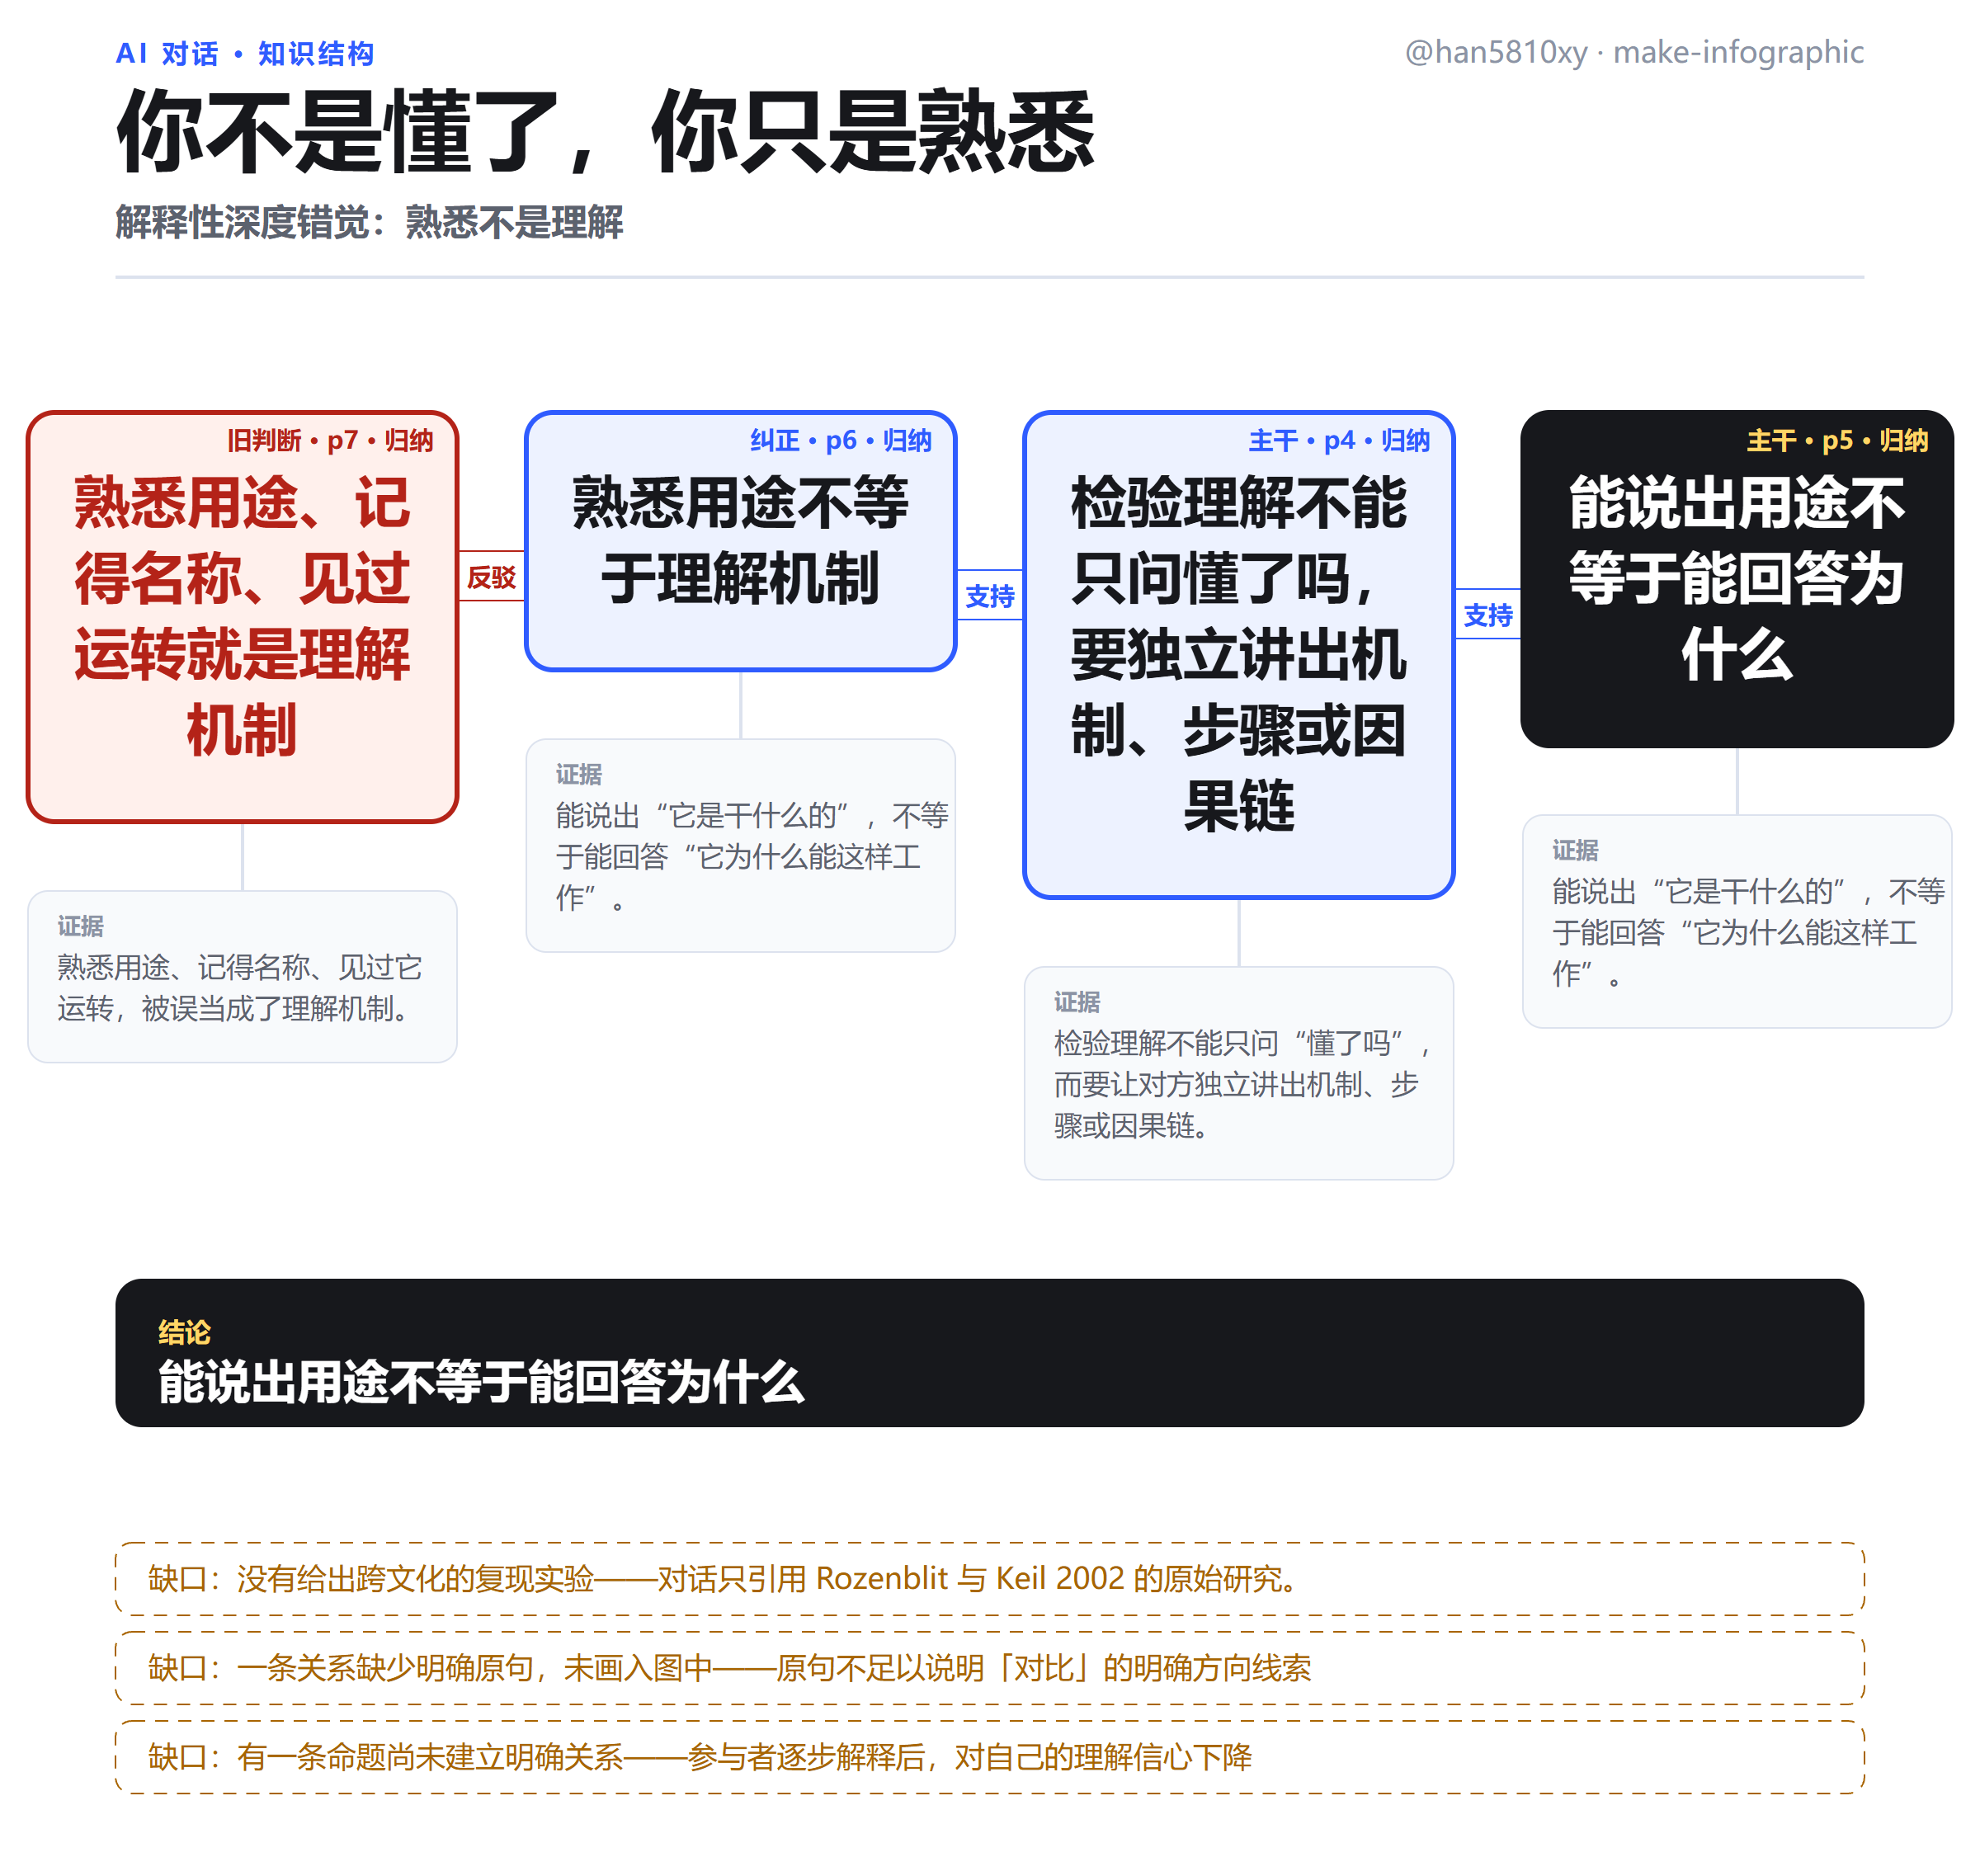 AI 对话 • 知识结构
@han5810xy · make-infographic
你不是懂了，你只是熟悉
解释性深度错觉：熟悉不是理解
旧判断 • p7 • 归纳
熟悉用途、记
得名称、见过
运转就是理解
机制
反驳
纠正 • p6 • 归纳
熟悉用途不等
于理解机制
支持
主干 • p4 • 归纳
检验理解不能
只问懂了吗，
要独立讲出机
制、步骤或因
果链
支持
主干 • p5 • 归纳
能说出用途不
等于能回答为
什么
证据
熟悉用途、记得名称、见过它
运转，被误当成了理解机制。
证据
能说出“它是干什么的”，不等
于能回答“它为什么能这样工
作”。
证据
检验理解不能只问“懂了吗”，
而要让对方独立讲出机制、步
骤或因果链。
证据
能说出“它是干什么的”，不等
于能回答“它为什么能这样工
作”。
结论
能说出用途不等于能回答为什么
缺口：没有给出跨文化的复现实验——对话只引用 Rozenblit 与 Keil 2002 的原始研究。
缺口：一条关系缺少明确原句，未画入图中——原句不足以说明「对比」的明确方向线索
缺口：有一条命题尚未建立明确关系——参与者逐步解释后，对自己的理解信心下降